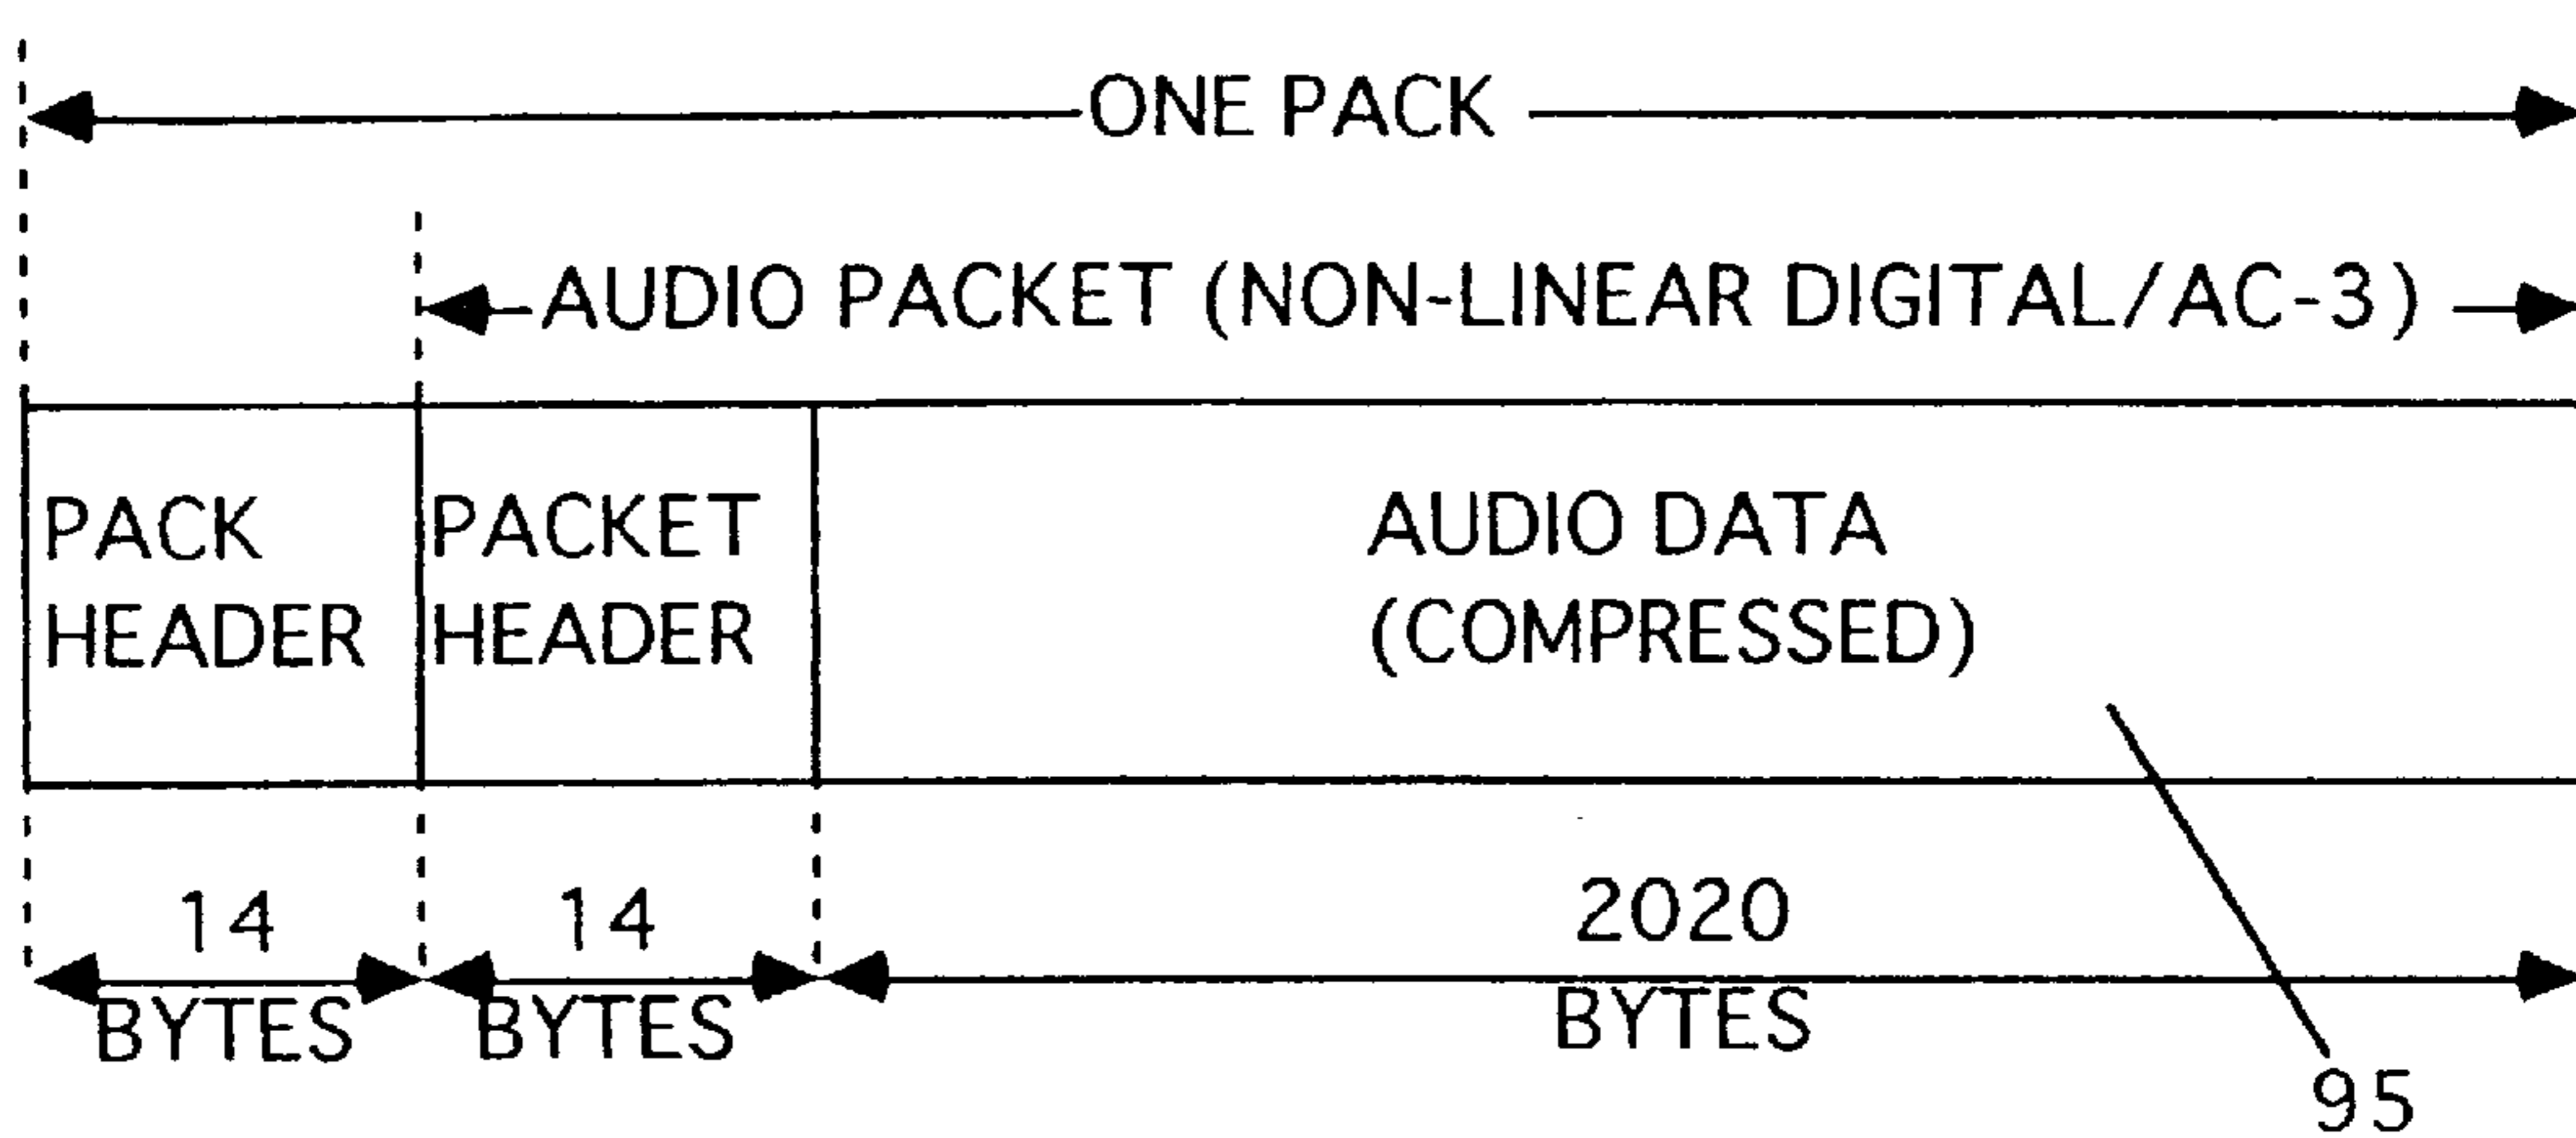 ONE PACK
AUDIO PACKET (NON-LINEAR DIGITAL/AC-3)
PACK
HEADER
PACKET
HEADER
AUDIO DATA
(COMPRESSED)
14
BYTES
14
BYTES
2020
BYTES
95